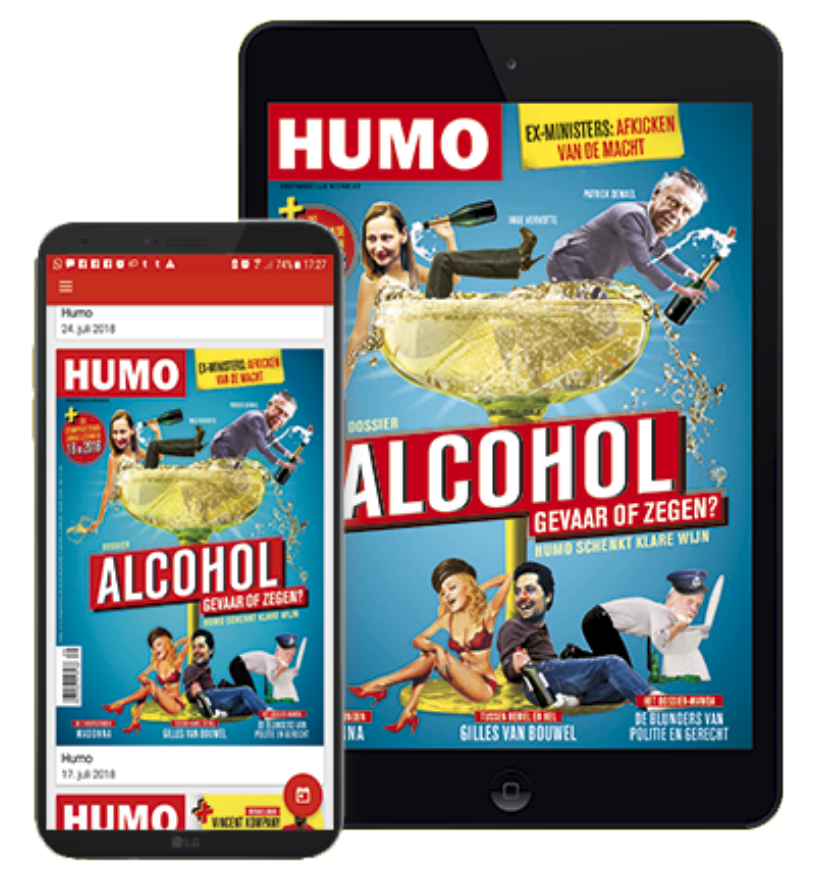 HUMO
EX-MINISTERS: AFKICKEN
VAN DE MACHT
PATRICK DEWAEL
INGE VERVOTTE
DOSSIER
ALCOHOL
GEVAAR OF ZEGEN?
HUMO SCHENKT KLARE WIJN
TUSSEN HEMEL EN HEL
GILLES VAN BOUWEL
HET DOSSIER-WANDA
DE BLUNDERS VAN
POLITIE EN GERECHT
74% 17:27
Humo
24. juli 2018
HUMO
EX-MINISTERS: AFKICKEN
VAN DE MACHT
DOSSIER
ALCOHOL
GEVAAR OF ZEGEN?
HUMO SCHENKT KLARE WIJN
MADONNA
GILLES VAN BOUWEL
DE BLUNDERS VAN
POLITIE EN GERECHT
Humo
17. juli 2018
HUMO
VINCENT KOMPANY
LG